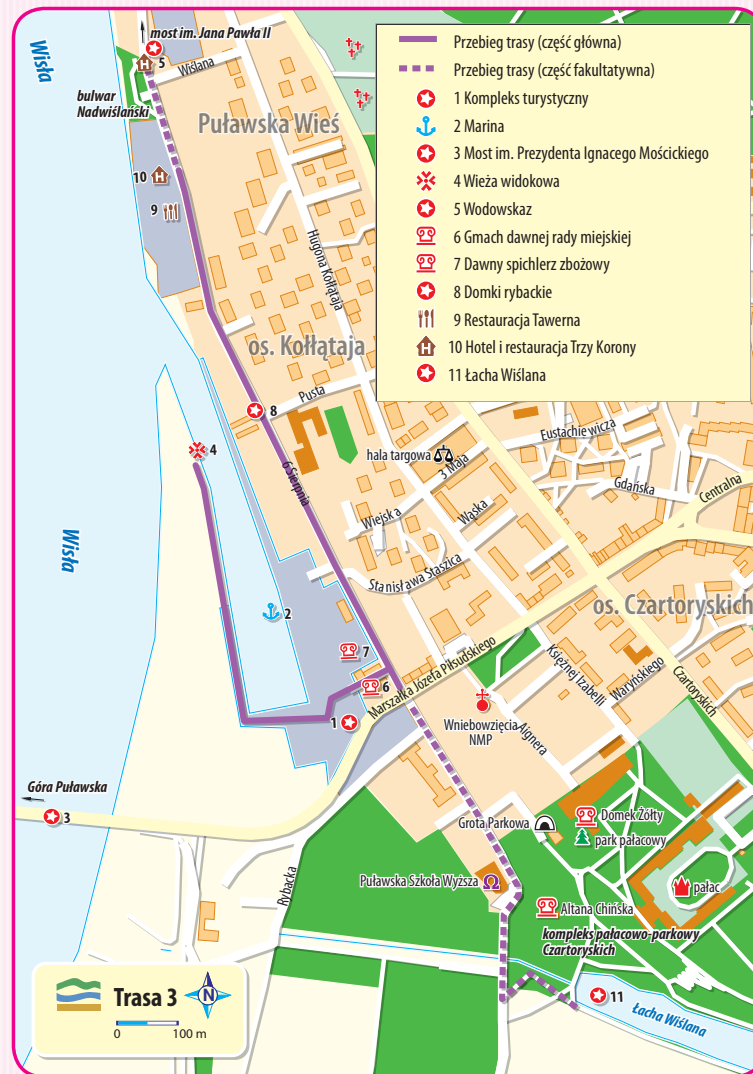 most im. Jana Pawła II
Wisła
5
Wiślana
bulwar
Nadwiślański
Puławska Wieś
10
9
Hugona Kołłątaja
os. Kołłątaja
Pusta
8
4
6 Sierpnia
hala targowa
3 Maja
Eustachiewicza
Gdańska
Centralna
Wiejska
Wąska
Wisła
Stanisława Staszica
os. Czartoryskich
2
7
6
Marszałka Józefa Piłsudskiego
Księżnej Izabelli
Waryńskiego
Czartoryskich
1
Wniebowzięcia
NMP
Aignera
Góra Puławska
3
Grota Parkowa
Domek Żółty
park pałacowy
Rybacka
Puławska Szkoła Wyższa
pałac
Altana Chińska
kompleks pałacowo-parkowy
Czartoryskich
11
Łacha Wiślana
Trasa 3
N
0 100 m
Przebieg trasy (część główna)
Przebieg trasy (część fakultatywna)
1 Kompleks turystyczny
2 Marina
3 Most im. Prezydenta Ignacego Mościckiego
4 Wieża widokowa
5 Wodowskaz
6 Gmach dawnej rady miejskiej
7 Dawny spichlerz zbożowy
8 Domki rybackie
9 Restauracja Tawerna
H 10 Hotel i restauracja Trzy Korony
11 Łacha Wiślana